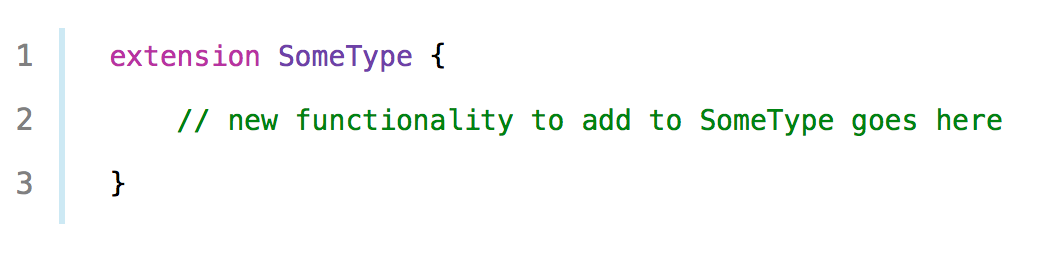 1 extension SomeType {
2 // new functionality to add to SomeType goes here
3 }